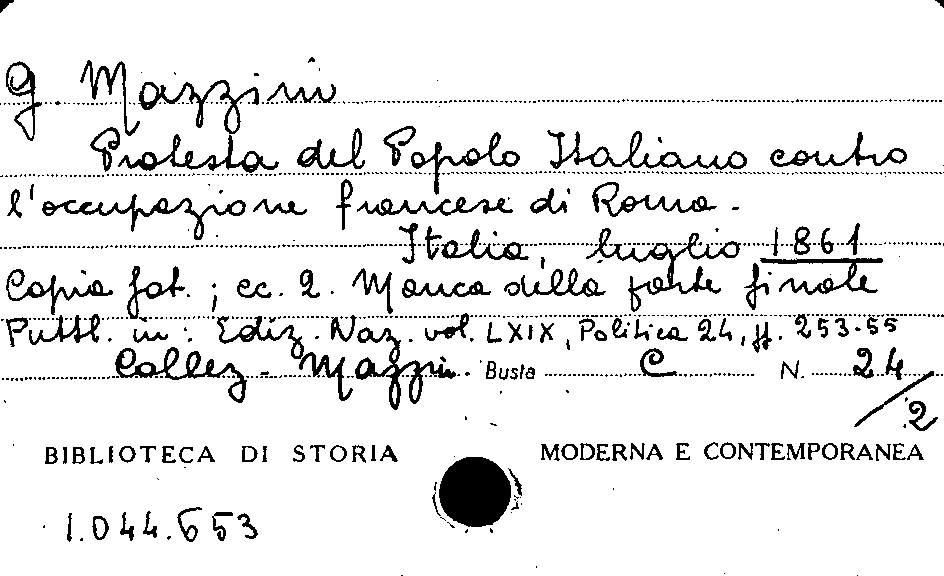 G. Mazzini
Protesta del Popolo Italiano contro
l'occupazione francese di Roma.
Italia, luglio 1861
Copia fot. ; cc. 2. Manca della parte finale
Pubbl. in: Ediz. Naz. vol. LXIX, Politica 24, pp. 253-55
Collez. Mazzini. Busta C N. 24/2
BIBLIOTECA DI STORIA MODERNA E CONTEMPORANEA
1.044.653